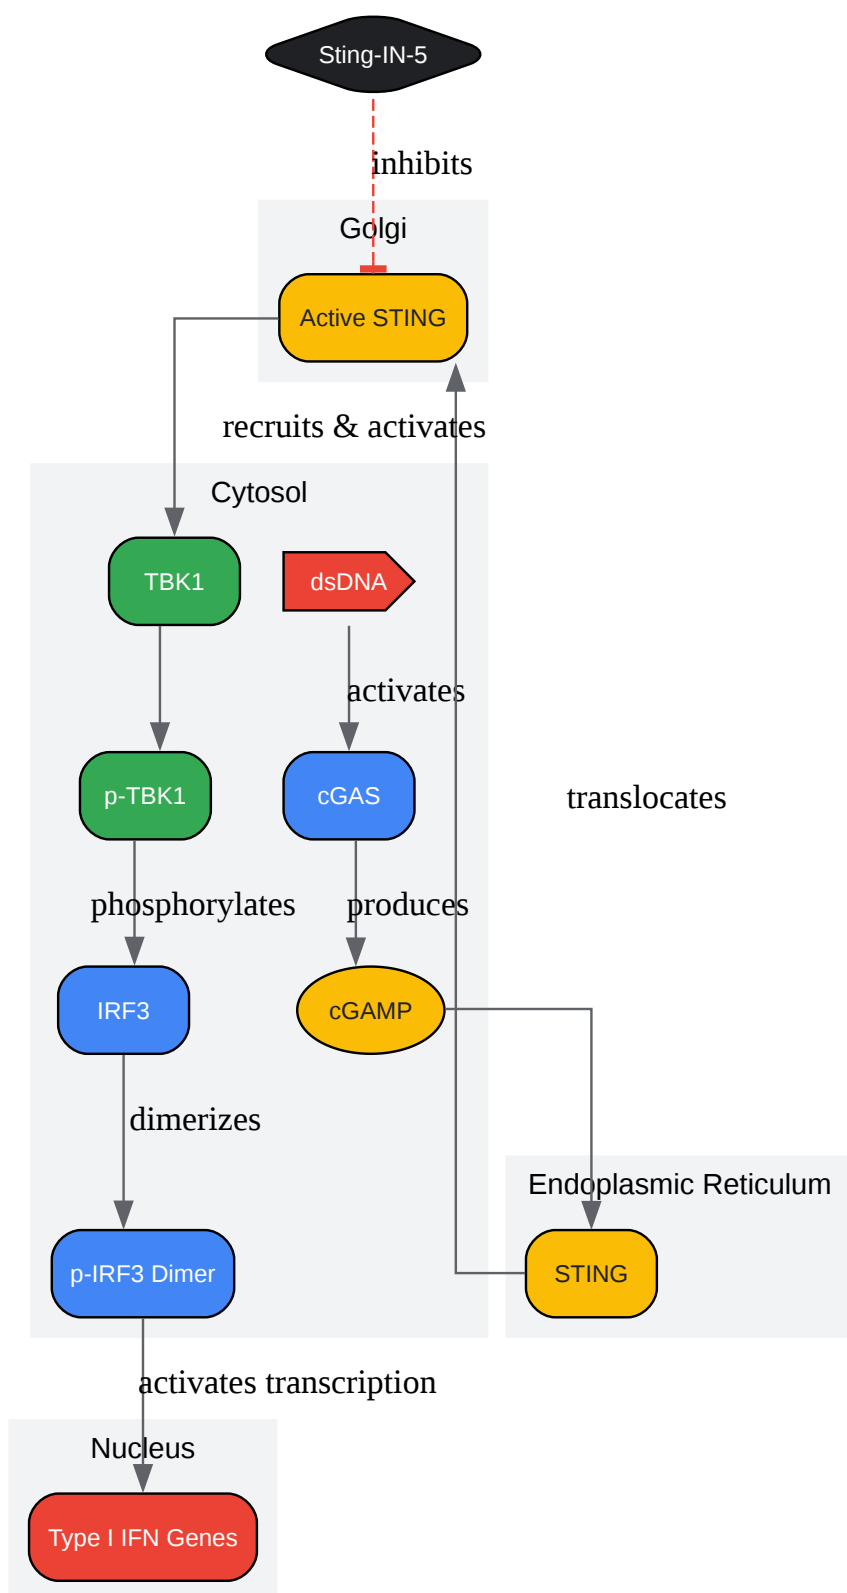 Sting-IN-5
inhibits
Golgi
Active STING
recruits & activates
Cytosol
TBK1
dsDNA
activates
p-TBK1
cGAS
translocates
phosphorylates
produces
IRF3
cGAMP
dimerizes
Endoplasmic Reticulum
p-IRF3 Dimer
STING
activates transcription
Nucleus
Type I IFN Genes